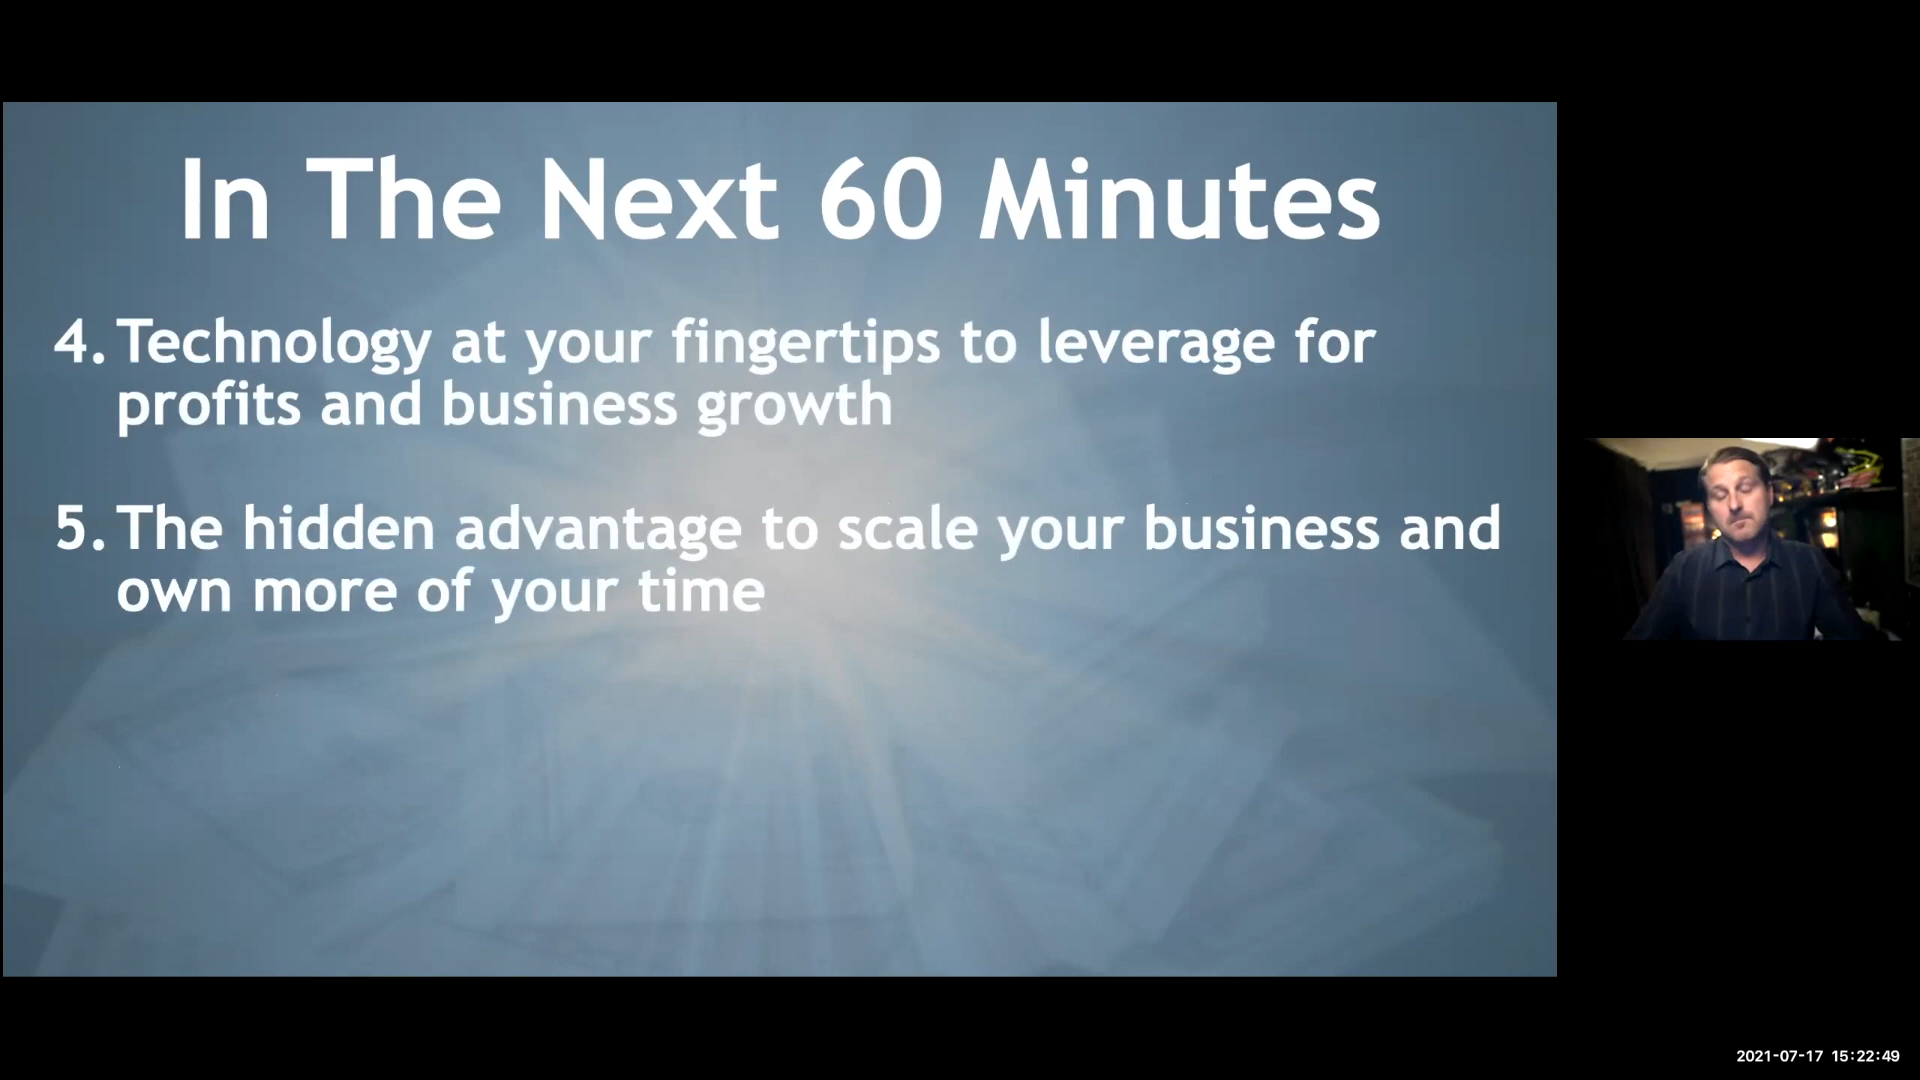 In The Next 60 Minutes
4. Technology at your fingertips to leverage for
profits and business growth
5. The hidden advantage to scale your business and
own more of your time
2021-07-17 15:22:49